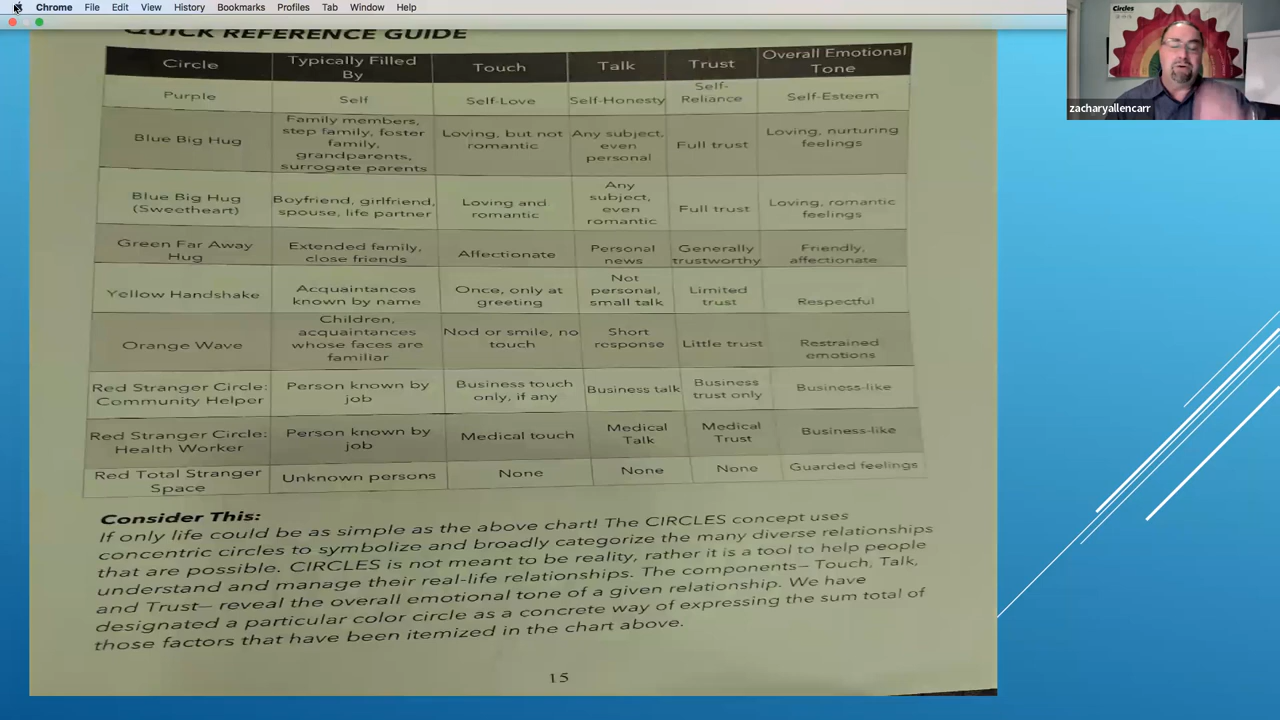 Chrome File Edit View History Bookmarks Profiles Tab Window Help
Circles
zacharyallencarr
QUICK REFERENCE GUIDE
Circle
Typically Filled
By
Touch
Talk
Trust
Overall Emotional
Tone
Purple
Self
Self-Love
Self-Honesty
Self-
Reliance
Self-Esteem
Blue Big Hug
Family members,
step family, foster
family,
grandparents,
surrogate parents
Loving, but not
romantic
Any subject,
even
personal
Full trust
Loving, nurturing
feelings
Blue Big Hug
(Sweetheart)
Boyfriend, girlfriend,
spouse, life partner
Loving and
romantic
Any
subject,
even
romantic
Full trust
Loving, romantic
feelings
Green Far Away
Hug
Extended family,
close friends
Affectionate
Personal
news
Generally
trustworthy
Friendly,
affectionate
Yellow Handshake
Acquaintances
known by name
Once, only at
greeting
Not
personal,
small talk
Limited
trust
Respectful
Orange Wave
Children,
acquaintances
whose faces are
familiar
Nod or smile, no
touch
Short
response
Little trust
Restrained
emotions
Red Stranger Circle:
Community Helper
Person known by
job
Business touch
only, if any
Business talk
Business
trust only
Business-like
Red Stranger Circle:
Health Worker
Person known by
job
Medical touch
Medical
Talk
Medical
Trust
Business-like
Red Total Stranger
Space
Unknown persons
None
None
None
Guarded feelings
Consider This:
If only life could be as simple as the above chart! The CIRCLES concept uses
concentric circles to symbolize and broadly categorize the many diverse relationships
that are possible. CIRCLES is not meant to be reality, rather it is a tool to help people
understand and manage their real-life relationships. The components– Touch, Talk,
and Trust– reveal the overall emotional tone of a given relationship. We have
designated a particular color circle as a concrete way of expressing the sum total of
those factors that have been itemized in the chart above.
15